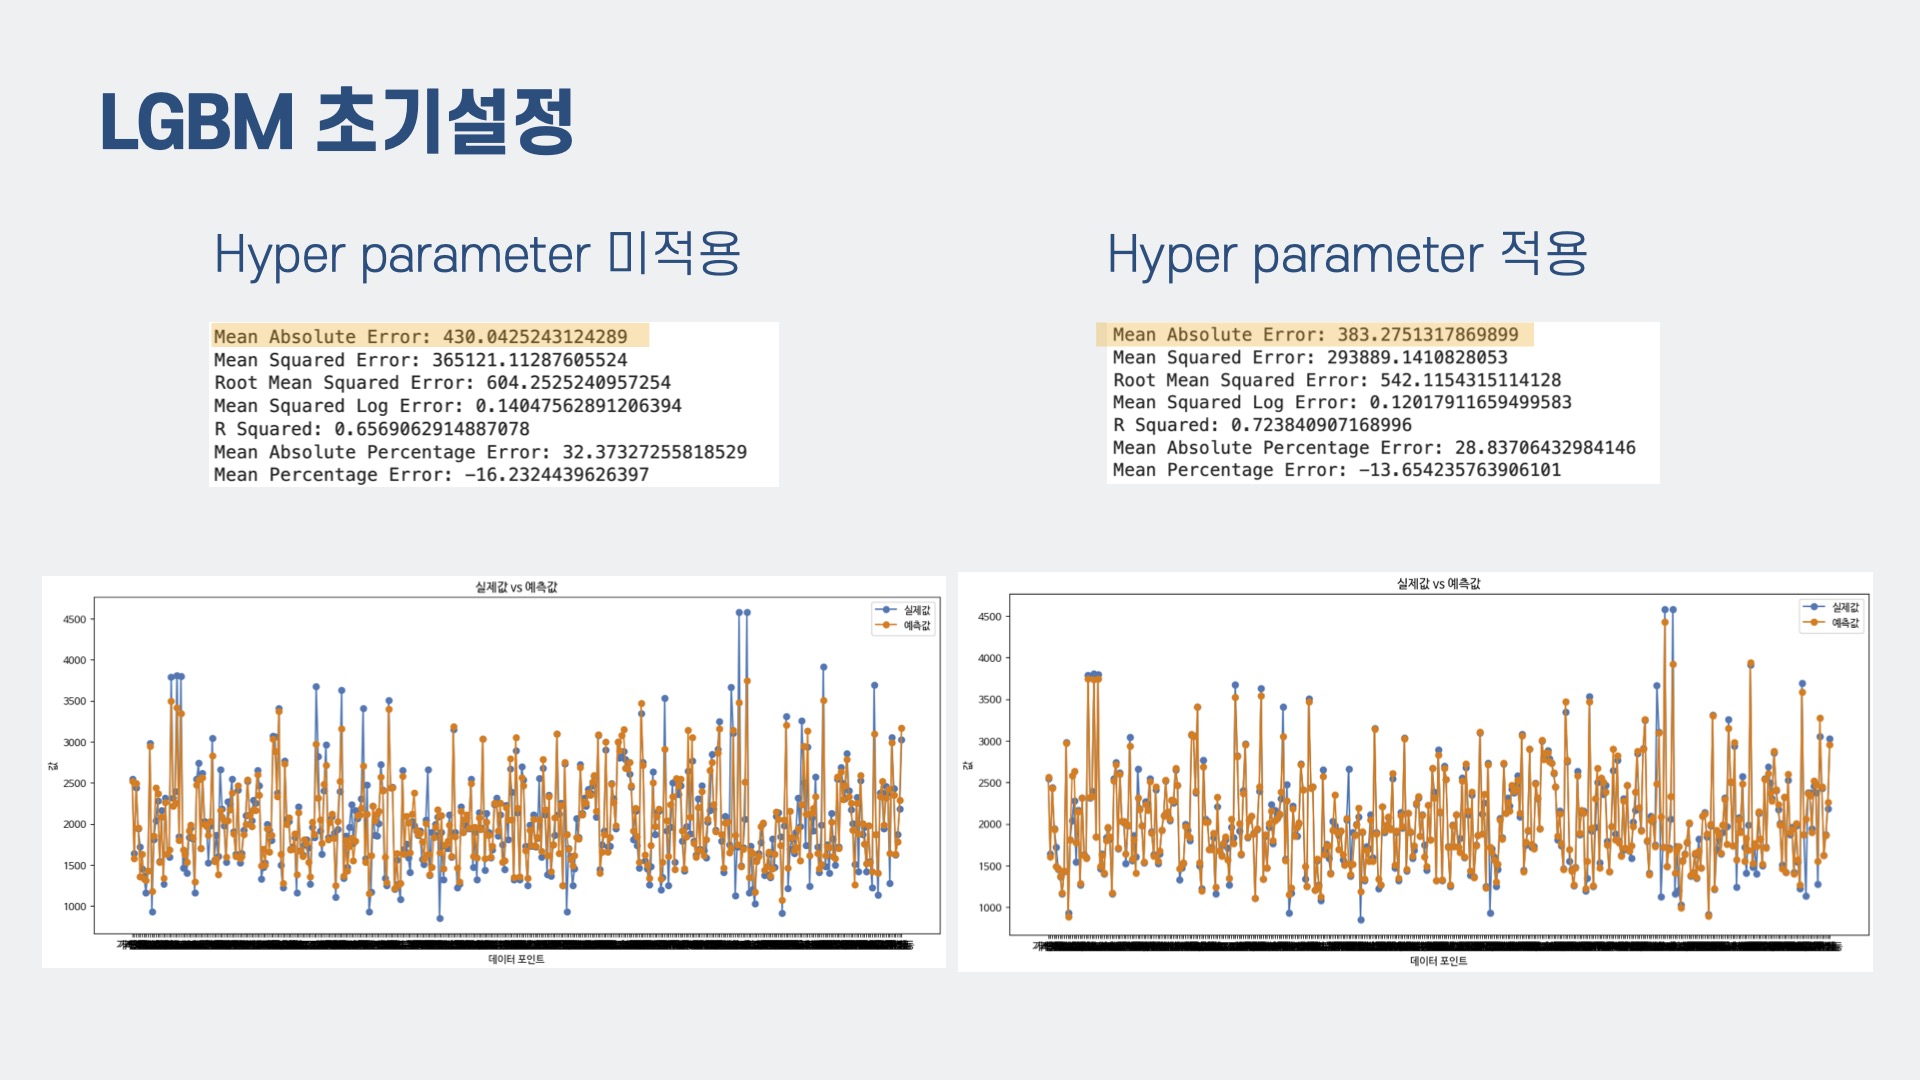 LGBM 초기설정
Hyper parameter 미적용
Mean Absolute Error: 430.0425243124289
Mean Squared Error: 365121.11287605524
Root Mean Squared Error: 604.2525240957254
Mean Squared Log Error: 0.14047562891206394
R Squared: 0.6569062914887078
Mean Absolute Percentage Error: 32.37327255818529
Mean Percentage Error: −16.2324439626397
Hyper parameter 적용
Mean Absolute Error: 383.2751317869899
Mean Squared Error: 293889.1410828053
Root Mean Squared Error: 542.1154315114128
Mean Squared Log Error: 0.12017911659499583
R Squared: 0.723840907168996
Mean Absolute Percentage Error: 28.83706432984146
Mean Percentage Error: −13.654235763906101
실제값 vs 예측값
실제값
예측값
4500
4000
3500
3000
2500
2000
1500
1000
값
데이터 포인트
실제값 vs 예측값
실제값
예측값
4500
4000
3500
3000
2500
2000
1500
1000
값
데이터 포인트